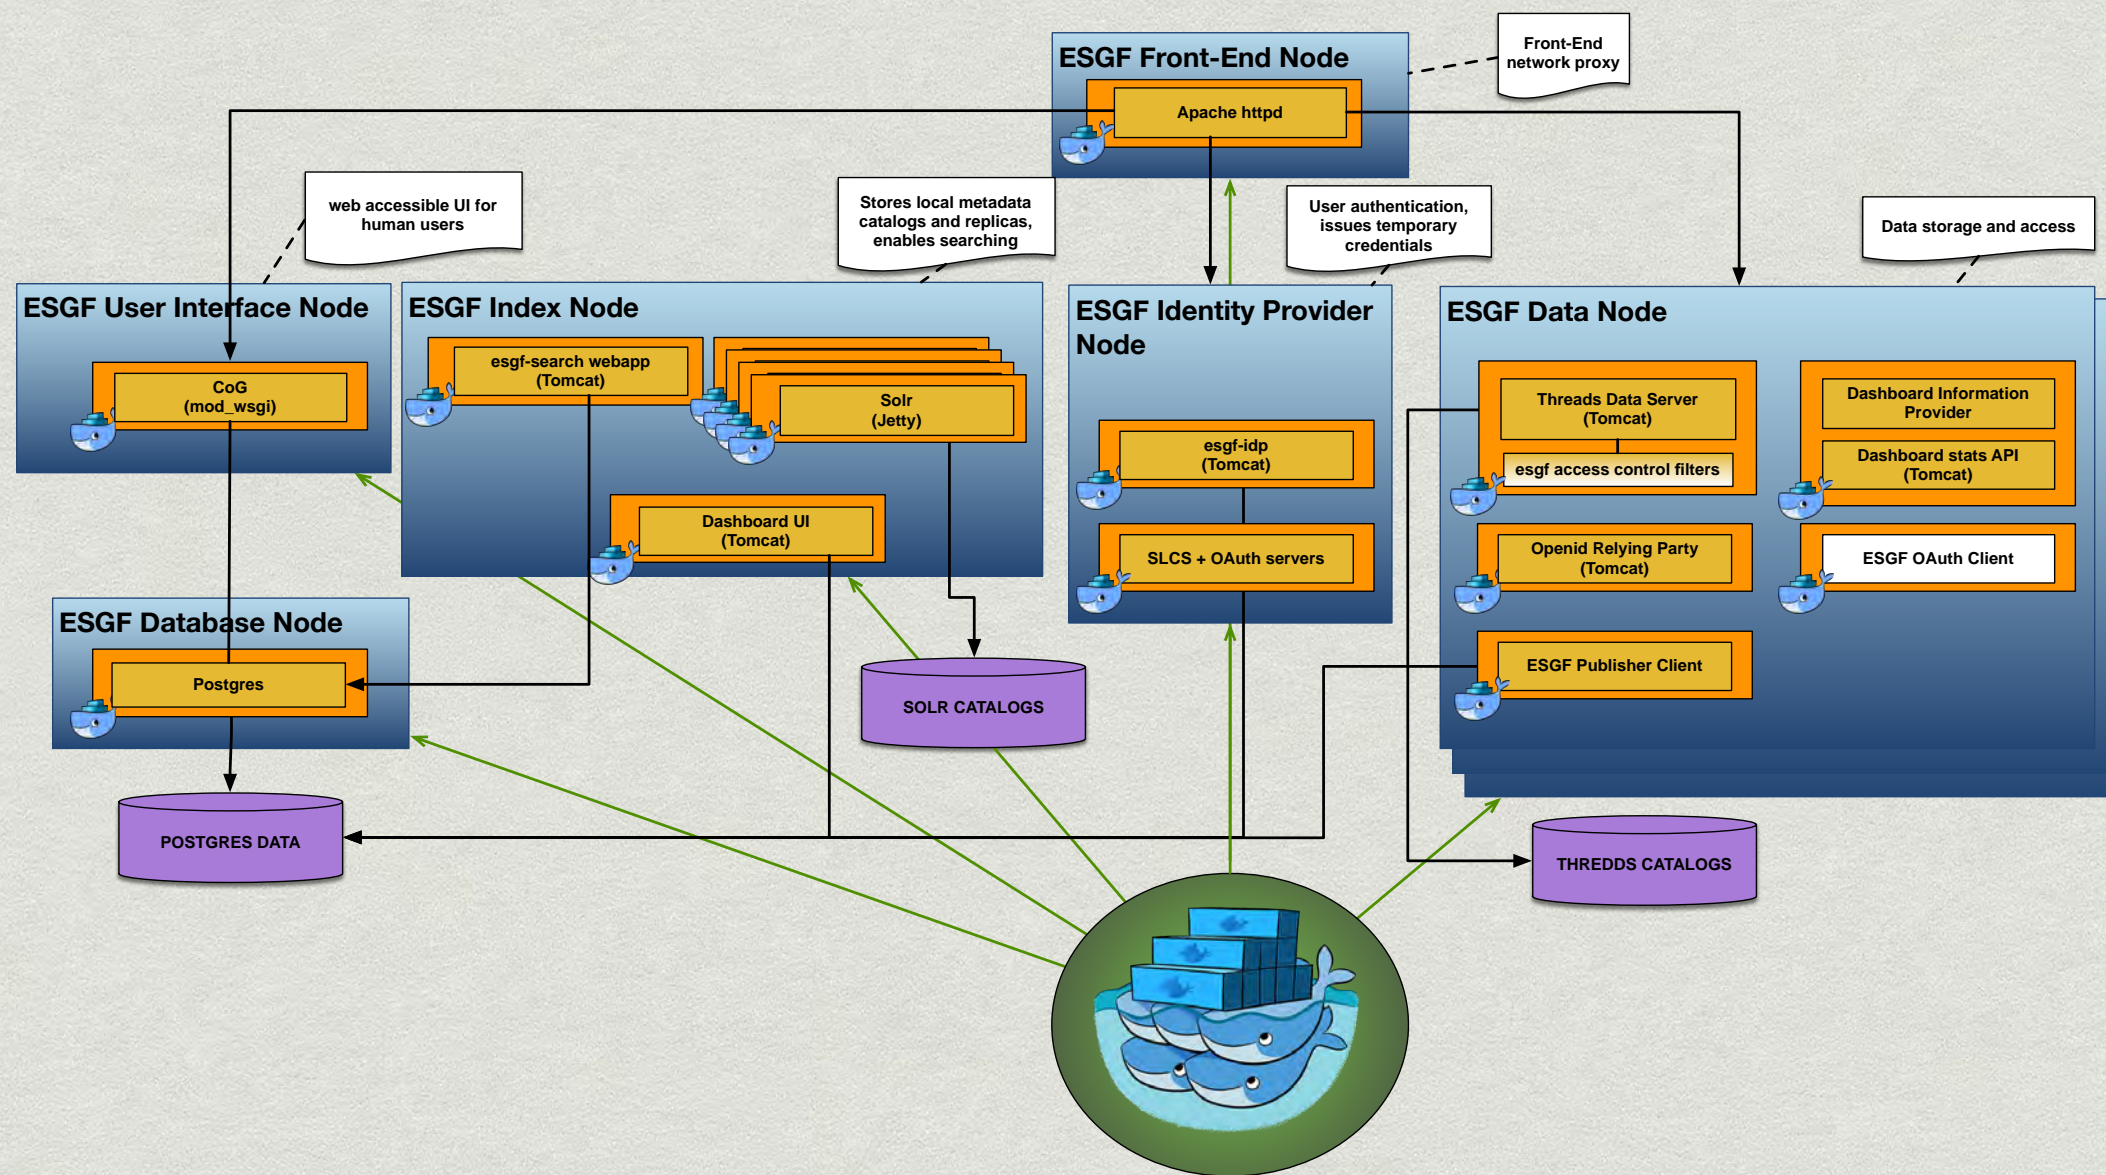 ESGF Front-End Node
Apache httpd
Front-End
network proxy
web accessible UI for
human users
Stores local metadata
catalogs and replicas,
enables searching
User authentication,
issues temporary
credentials
Data storage and access
ESGF User Interface Node
CoG
(mod_wsgi)
ESGF Index Node
esgf-search webapp
(Tomcat)
Solr
(Jetty)
Dashboard UI
(Tomcat)
ESGF Identity Provider
Node
esgf-idp
(Tomcat)
SLCS + OAuth servers
ESGF Data Node
Threads Data Server
(Tomcat)
esgf access control filters
Dashboard Information
Provider
Dashboard stats API
(Tomcat)
Openid Relying Party
(Tomcat)
ESGF OAuth Client
ESGF Publisher Client
ESGF Database Node
Postgres
SOLR CATALOGS
POSTGRES DATA
THREDDS CATALOGS